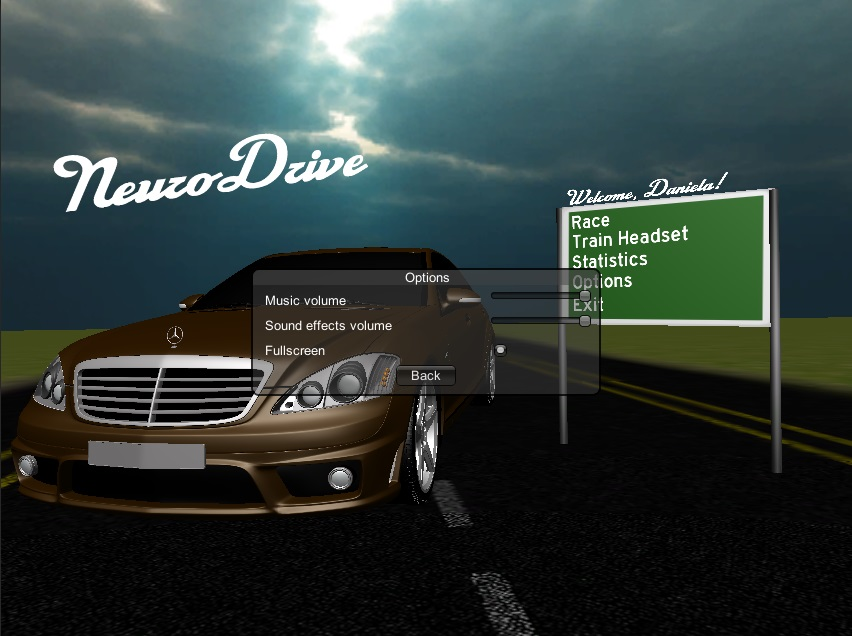 NeuroDrive
Welcome, Daniela!
Race
Train Headset
Statistics
Options
Exit
Options
Music volume
Sound effects volume
Fullscreen
Back